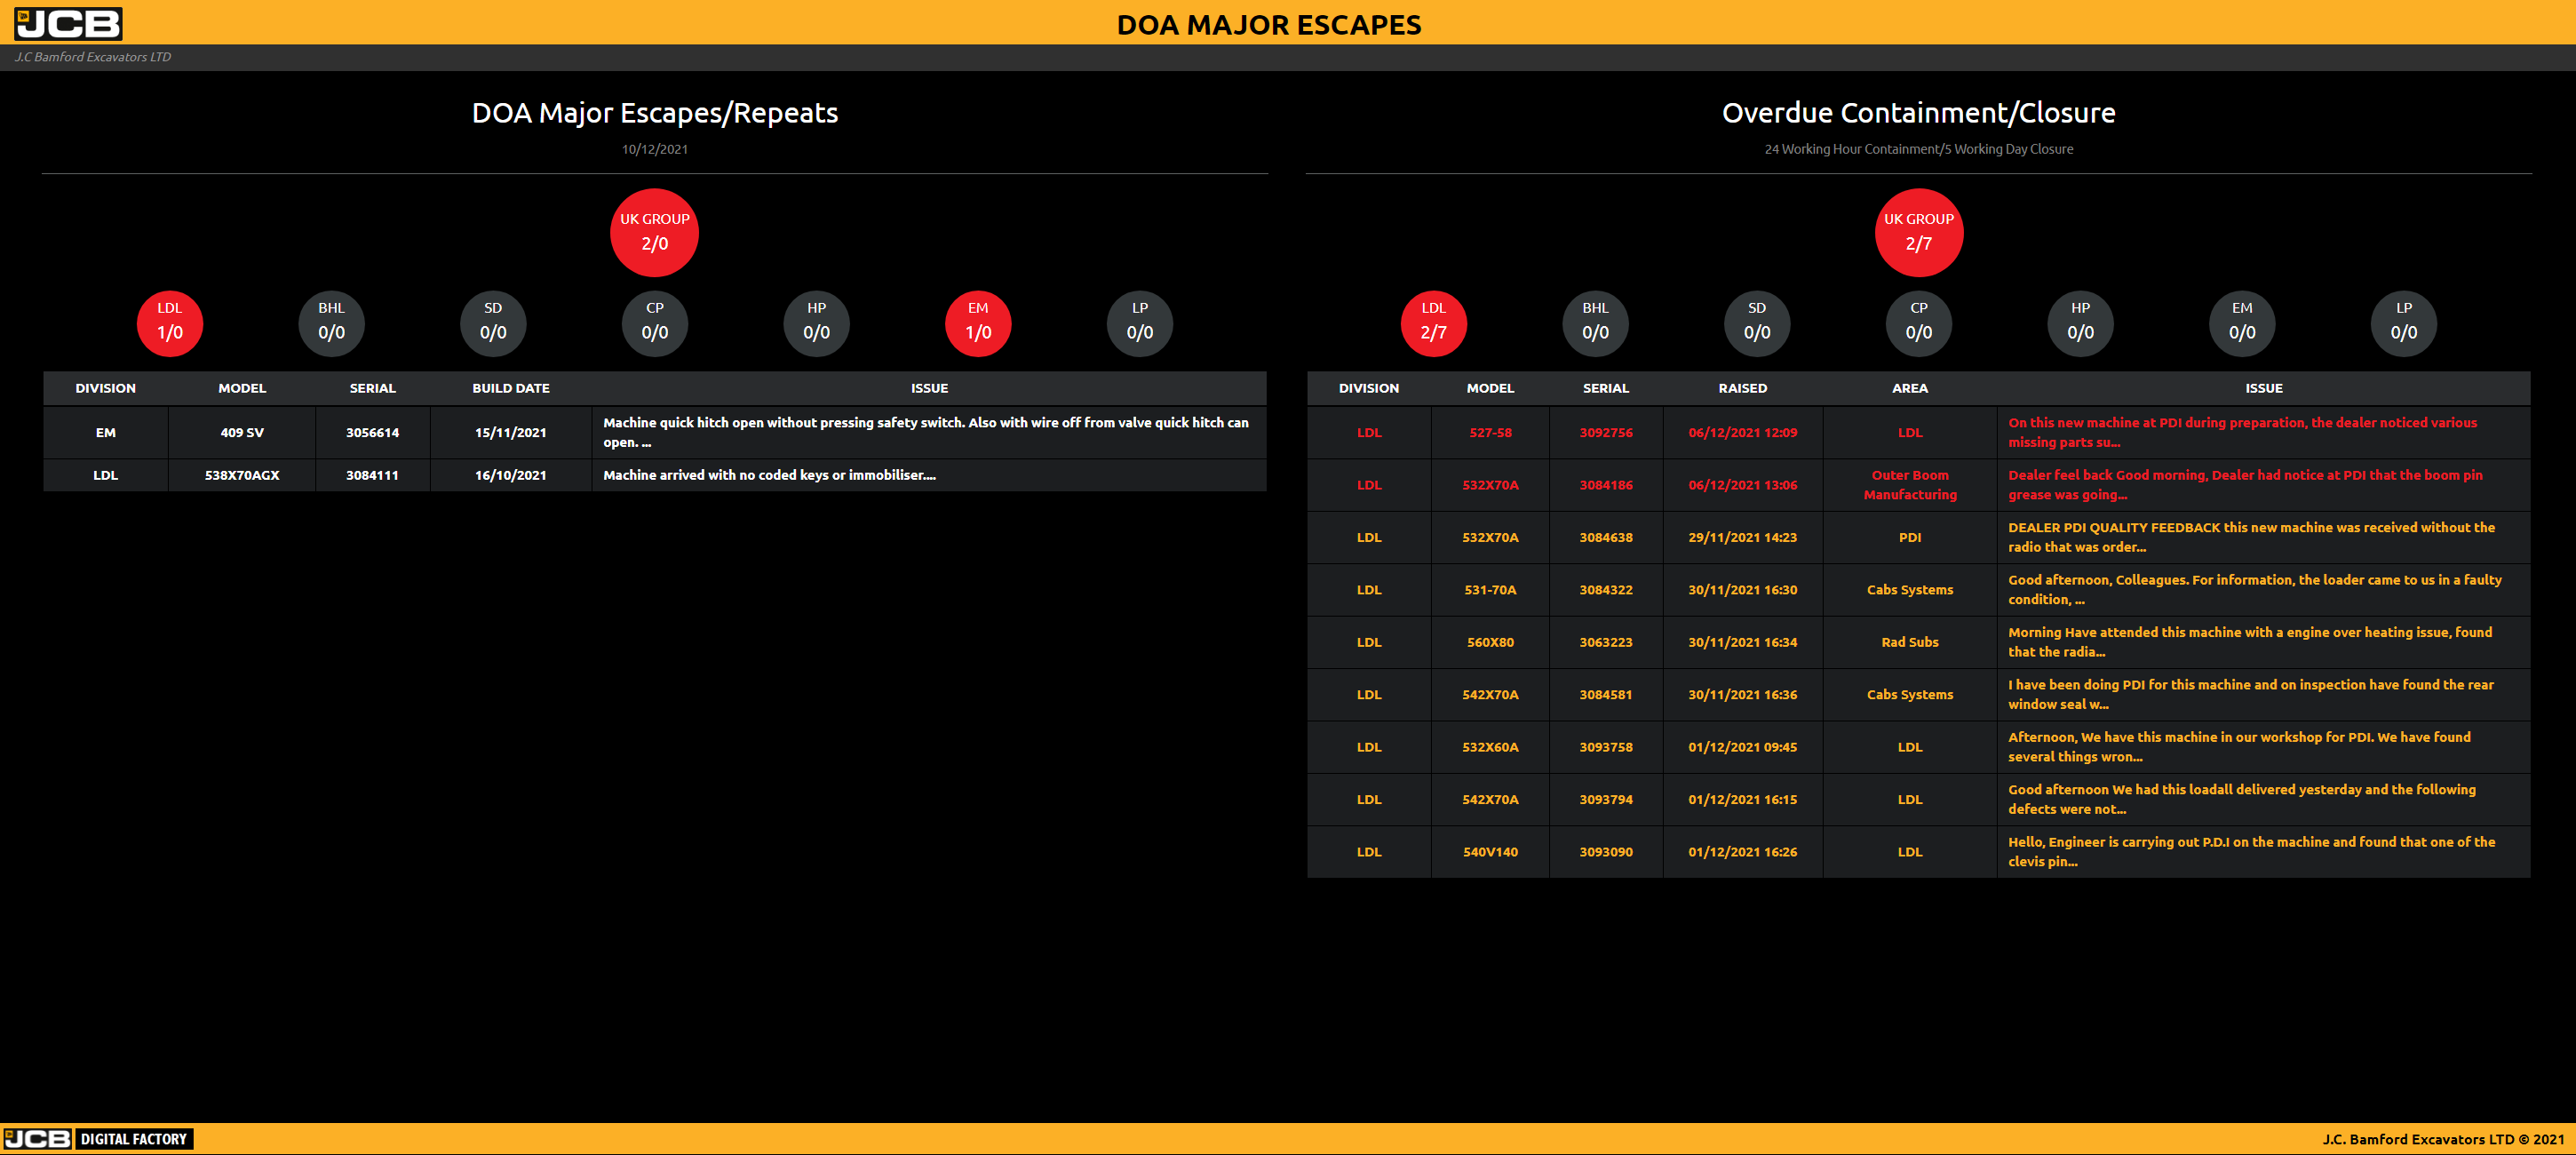 JCB
DOA MAJOR ESCAPES
J.C Bamford Excavators LTD
DOA Major Escapes/Repeats
10/12/2021
UK GROUP
2/0
LDL BHL SD CP HP EM LP
1/0 0/0 0/0 0/0 0/0 1/0 0/0
DIVISION MODEL SERIAL BUILD DATE ISSUE
EM 409 SV 3056614 15/11/2021 Machine quick hitch open without pressing safety switch. Also with wire off from valve quick hitch can
open. ...
LDL 538X70AGX 3084111 16/10/2021 Machine arrived with no coded keys or immobiliser....
Overdue Containment/Closure
24 Working Hour Containment/5 Working Day Closure
UK GROUP
2/7
LDL BHL SD CP HP EM LP
2/7 0/0 0/0 0/0 0/0 0/0 0/0
DIVISION MODEL SERIAL RAISED AREA ISSUE
LDL 527-58 3092756 06/12/2021 12:09 LDL On this new machine at PDI during preparation, the dealer noticed various
missing parts su...
LDL 532X70A 3084186 06/12/2021 13:06 Outer Boom Dealer feel back Good morning, Dealer had notice at PDI that the boom pin
Manufacturing grease was going...
LDL 532X70A 3084638 29/11/2021 14:23 PDI DEALER PDI QUALITY FEEDBACK this new machine was received without the
radio that was order...
LDL 531-70A 3084322 30/11/2021 16:30 Cabs Systems Good afternoon, Colleagues. For information, the loader came to us in a faulty
condition, ...
LDL 560X80 3063223 30/11/2021 16:34 Rad Subs Morning Have attended this machine with a engine over heating issue, found
that the radia...
LDL 542X70A 3084581 30/11/2021 16:36 Cabs Systems I have been doing PDI for this machine and on inspection have found the rear
window seal w...
LDL 532X60A 3093758 01/12/2021 09:45 LDL Afternoon, We have this machine in our workshop for PDI. We have found
several things wron...
LDL 542X70A 3093794 01/12/2021 16:15 LDL Good afternoon We had this loadall delivered yesterday and the following
defects were not...
LDL 540V140 3093090 01/12/2021 16:26 LDL Hello, Engineer is carrying out P.D.I on the machine and found that one of the
clevis pin...
JCB DIGITAL FACTORY
J.C. Bamford Excavators LTD © 2021